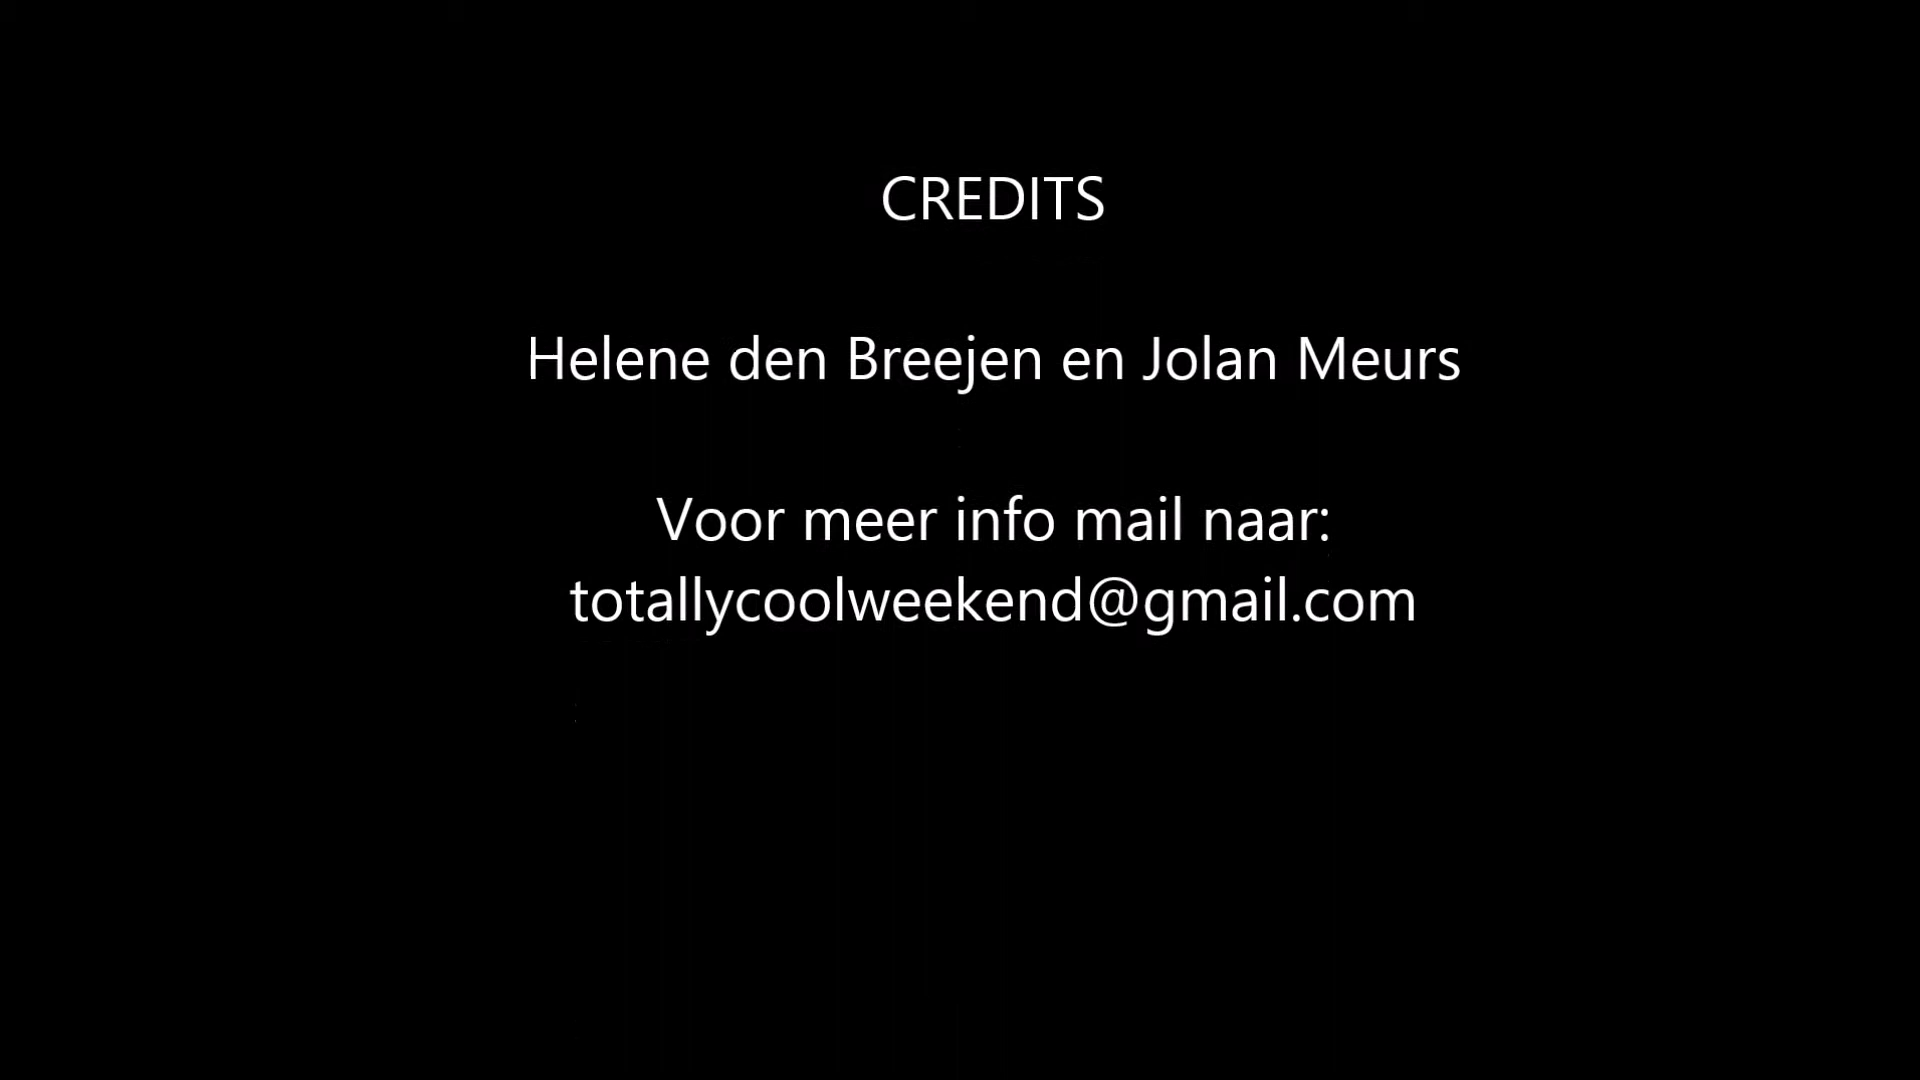 CREDITS
Helene den Breejen en Jolan Meurs
Voor meer info mail naar:
totallycoolweekend@gmail.com